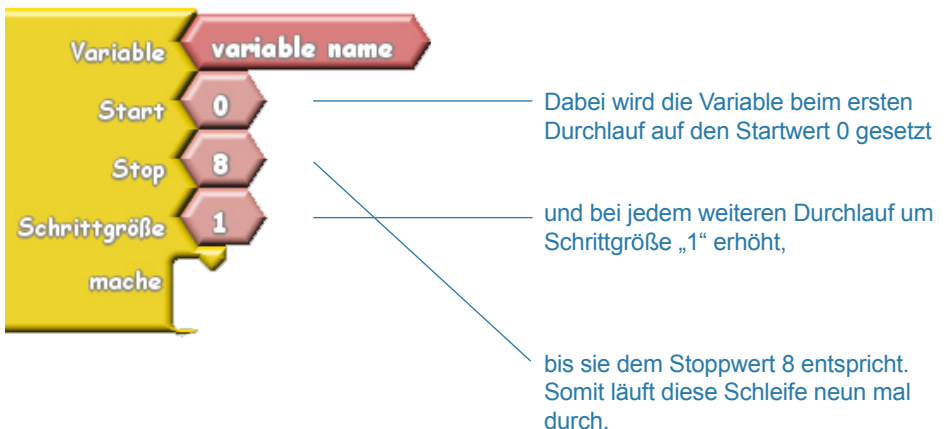 Variable
variable name
Start
0
Stop
8
Schrittgröße
1
mache
Dabei wird die Variable beim ersten
Durchlauf auf den Startwert 0 gesetzt
und bei jedem weiteren Durchlauf um
Schrittgröße „1“ erhöht,
bis sie dem Stoppwert 8 entspricht.
Somit läuft diese Schleife neun mal
durch.